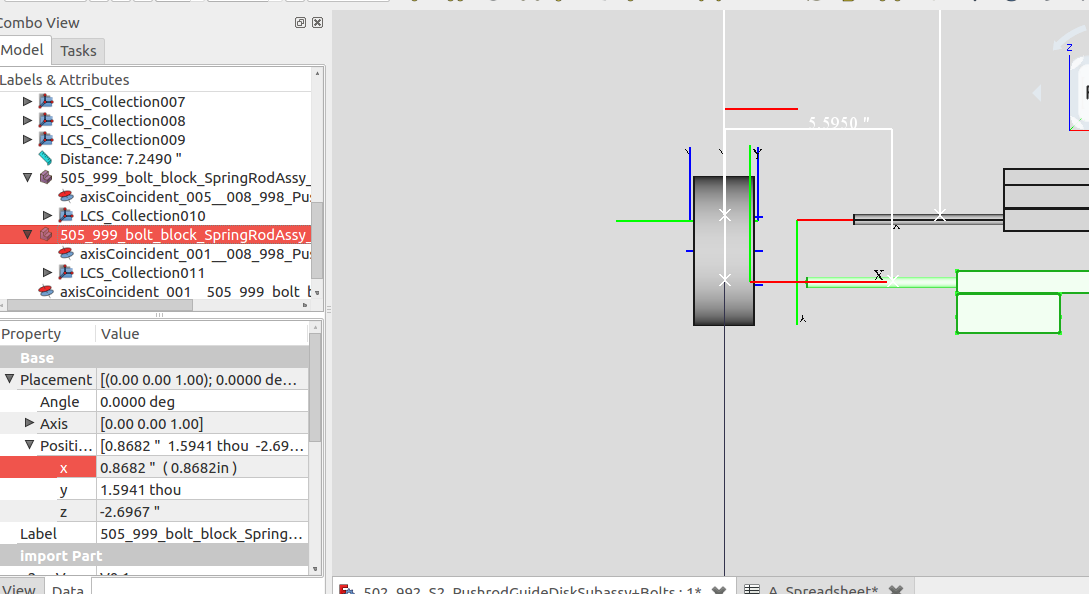 Combo View
Model
Tasks
Labels & Attributes
LCS_Collection007
LCS_Collection008
LCS_Collection009
Distance: 7.2490 "
505_999_bolt_block_SpringRodAssy_
axisCoincident_005__008_998_Pu
LCS_Collection010
505_999_bolt_block_SpringRodAssy_
axisCoincident_001__008_998_Pu
LCS_Collection011
axisCoincident_001__505_999_bolt_b
Property
Value
Base
Placement
[(0.00 0.00 1.00); 0.0000 de…
Angle
0.0000 deg
Axis
[0.00 0.00 1.00]
Positi…
[0.8682 " 1.5941 thou -2.69…
x
0.8682 " ( 0.8682in )
y
1.5941 thou
z
-2.6967 "
Label
505_999_bolt_block_Spring…
import Part
View
Data
5.5950 "
Y
Y
X
X
Y
Z
F
502_992_S2_PushrodGuideDiskSubassy+Bolts : 1*
A_Spreadsheet*